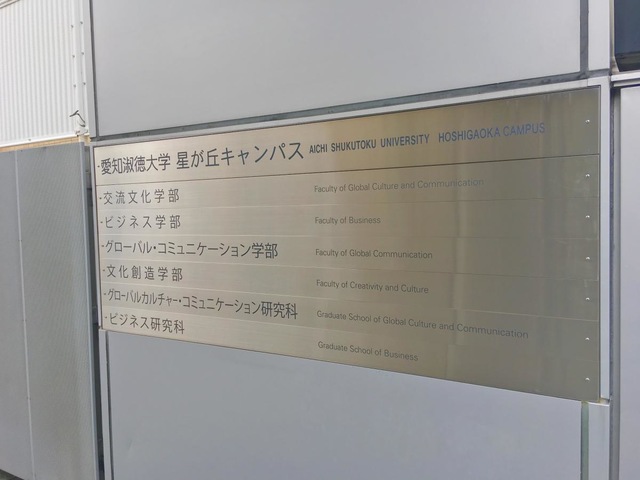 愛知淑徳大学 星が丘キャンパス AICHI SHUKUTOKU UNIVERSITY HOSHIGAOKA CAMPUS
・交流文化学部 Faculty of Global Culture and Communication
・ビジネス学部 Faculty of Business
・グローバル・コミュニケーション学部 Faculty of Global Communication
・文化創造学部 Faculty of Creativity and Culture
・グローバルカルチャー・コミュニケーション研究科 Graduate School of Global Culture and Communication
・ビジネス研究科 Graduate School of Business